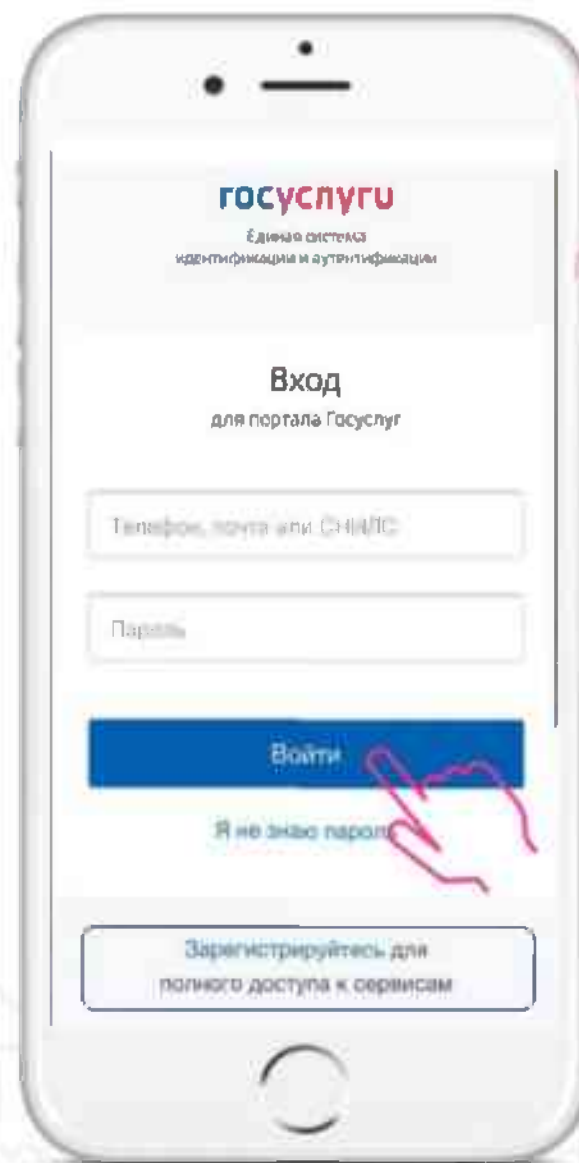 госуслуги
Единая система
идентификации и аутентификации
Вход
для портала Госуслуг
Телефон, почта или СНИЛС
Пароль
Войти
Я не знаю пароль
Зарегистрируйтесь для
полного доступа к сервисам